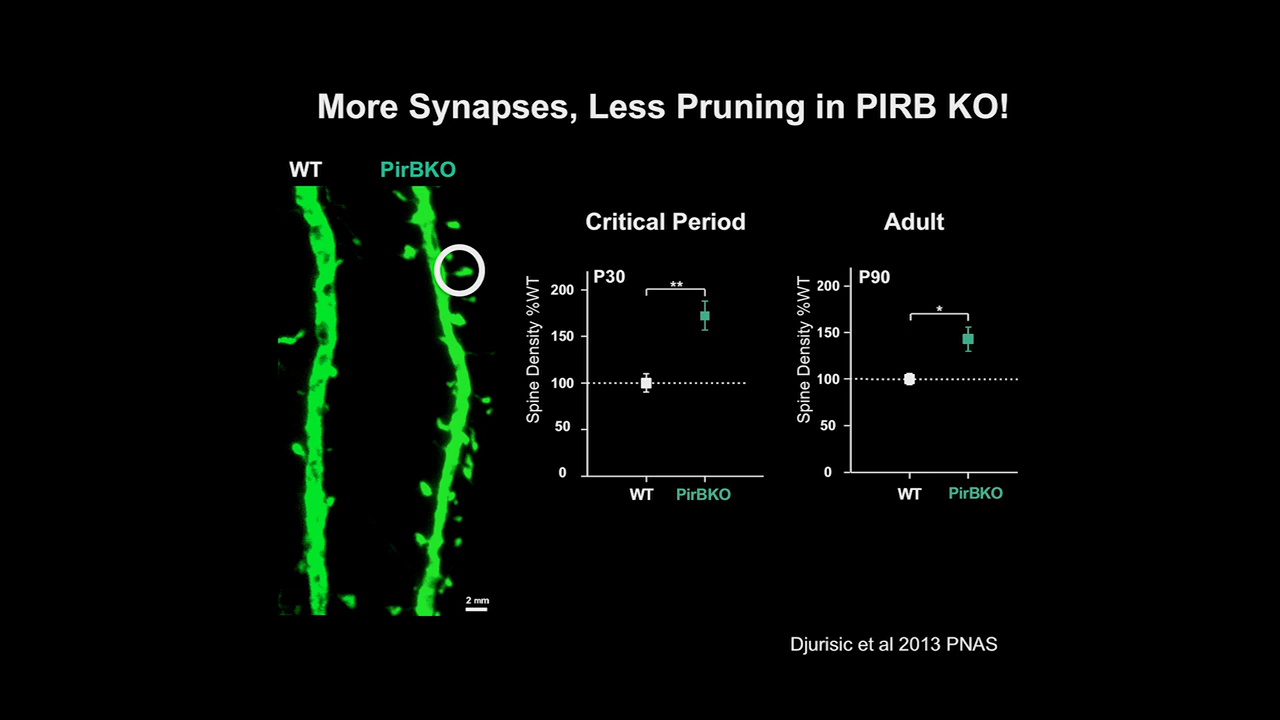 More Synapses, Less Pruning in PIRB KO!
WT
PirBKO
2 mm
Critical Period
P30
Spine Density %WT
200
150
100
50
0
**
WT
PirBKO
Adult
P90
Spine Density %WT
200
150
100
50
0
*
WT
PirBKO
Djurisic et al 2013 PNAS